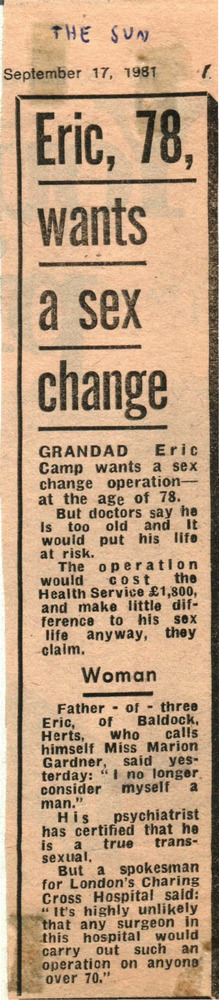 THE SUN
September 17, 1981
Eric, 78,
wants
a sex
change
GRANDAD Eric
Camp wants a sex
change operation—
at the age of 78.
But doctors say he
is too old and it
would put his life
at risk.
The operation
would cost the
Health Service £1,800,
and make little dif-
ference to his sex
life anyway, they
claim.
Woman
Father - of - three
Eric, of Baldock,
Herts, who calls
himself Miss Marion
Gardner, said yes-
terday: "I no longer
consider myself a
man."
His psychiatrist
has certified that he
is a true trans-
sexual.
But a spokesman
for London's Charing
Cross Hospital said:
"It's highly unlikely
that any surgeon in
this hospital would
carry out such an
operation on anyone
over 70."